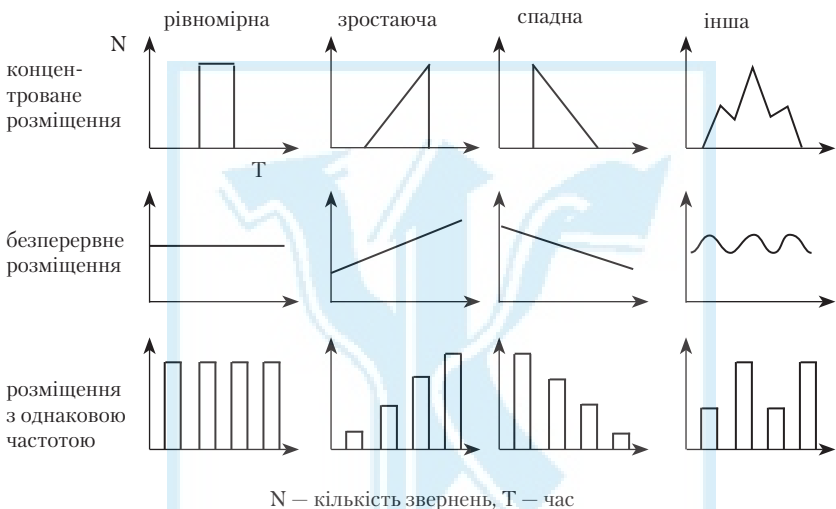 рівномірна
зростаюча
спадна
інша
N
концен-
троване
розміщення
T
безперервне
розміщення
розміщення
з однаковою
частотою
N — кількість звернень, T — час